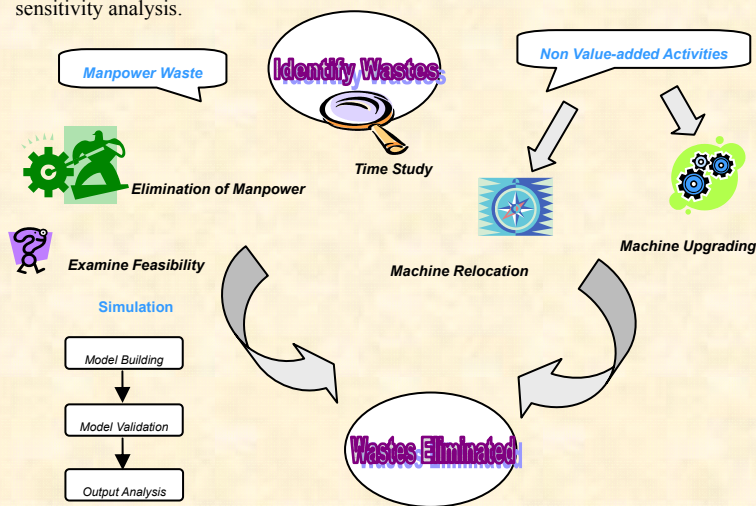 sensitivity analysis.
Manpower Waste
Identify Wastes
Non Value-added Activities
Time Study
Elimination of Manpower
Examine Feasibility
Machine Relocation
Machine Upgrading
Simulation
Model Building
Model Validation
Output Analysis
Wastes Eliminated